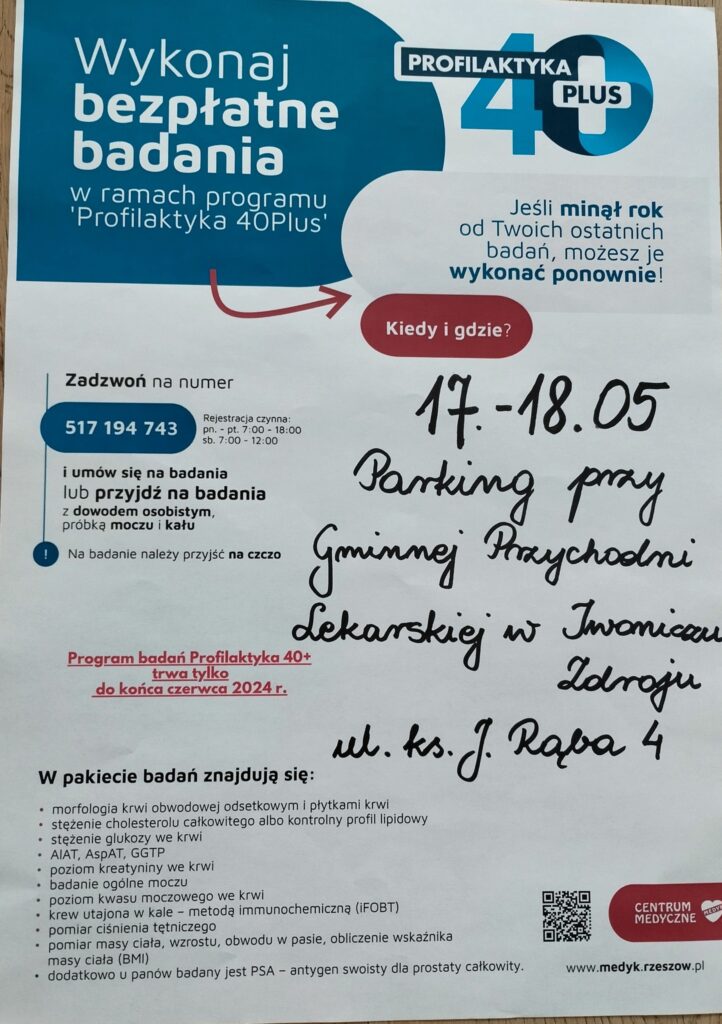 Wykonaj
bezpłatne
badania
w ramach programu
'Profilaktyka 40Plus'
PROFILAKTYKA
40
PLUS
Jeśli minął rok
od Twoich ostatnich
badań, możesz je
wykonać ponownie!
Kiedy i gdzie?
17.-18.05
Parking przy
Gminnej Przychodni
Lekarskiej w Iwoniczu
Zdroju
ul. ks. J. Rąba 4
Zadzwoń na numer
517 194 743
Rejestracja czynna:
pn. - pt. 7:00 - 18:00
sb. 7:00 - 12:00
i umów się na badania
lub przyjdź na badania
z dowodem osobistym,
próbką moczu i kału
! Na badanie należy przyjść na czczo
Program badań Profilaktyka 40+
trwa tylko
do końca czerwca 2024 r.
W pakiecie badań znajdują się:
• morfologia krwi obwodowej odsetkowym i płytkami krwi
• stężenie cholesterolu całkowitego albo kontrolny profil lipidowy
• stężenie glukozy we krwi
• AlAT, AspAT, GGTP
• poziom kreatyniny we krwi
• badanie ogólne moczu
• poziom kwasu moczowego we krwi
• krew utajona w kale – metodą immunochemiczną (iFOBT)
• pomiar ciśnienia tętniczego
• pomiar masy ciała, wzrostu, obwodu w pasie, obliczenie wskaźnika
masy ciała (BMI)
• dodatkowo u panów badany jest PSA – antygen swoisty dla prostaty całkowity.
CENTRUM
MEDYCZNE
MEDYK
www.medyk.rzeszow.pl